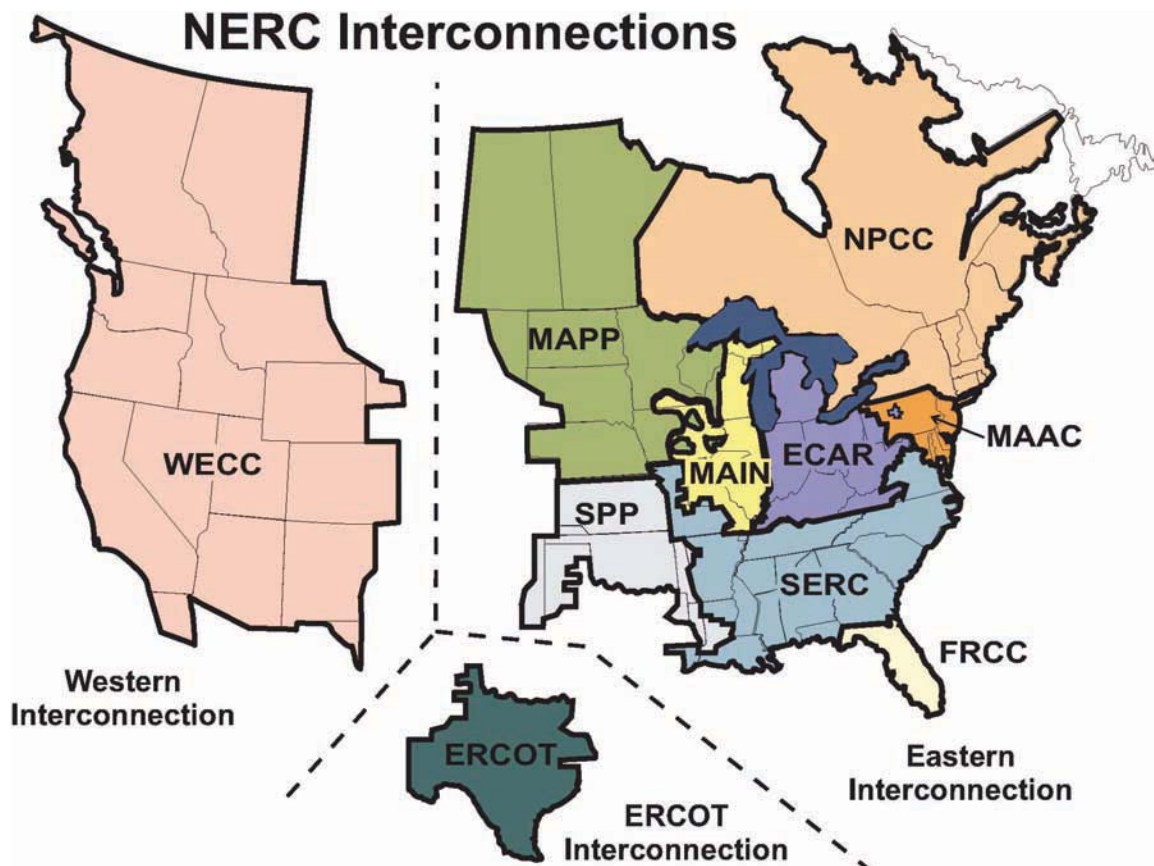 NERC Interconnections
NPCC
MAPP
MAAC
WECC
MAIN
ECAR
SPP
SERC
FRCC
Western
Interconnection
ERCOT
Eastern
Interconnection
ERCOT
Interconnection